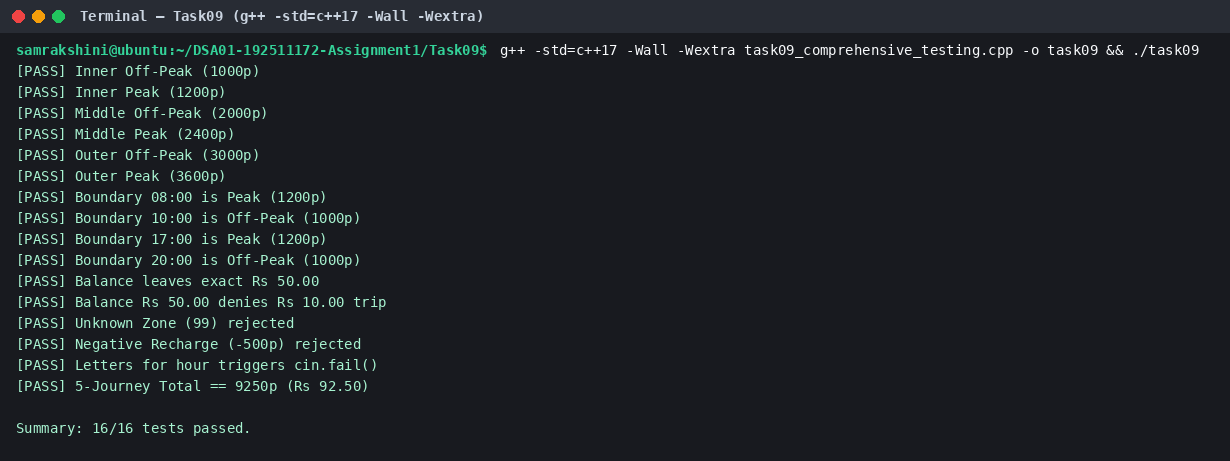 Terminal — Task09 (g++ -std=c++17 -Wall -Wextra)
samrakshini@ubuntu:~/DSA01-192511172-Assignment1/Task09$ g++ -std=c++17 -Wall -Wextra task09_comprehensive_testing.cpp -o task09 && ./task09
[PASS] Inner Off-Peak (1000p)
[PASS] Inner Peak (1200p)
[PASS] Middle Off-Peak (2000p)
[PASS] Middle Peak (2400p)
[PASS] Outer Off-Peak (3000p)
[PASS] Outer Peak (3600p)
[PASS] Boundary 08:00 is Peak (1200p)
[PASS] Boundary 10:00 is Off-Peak (1000p)
[PASS] Boundary 17:00 is Peak (1200p)
[PASS] Boundary 20:00 is Off-Peak (1000p)
[PASS] Balance leaves exact Rs 50.00
[PASS] Balance Rs 50.00 denies Rs 10.00 trip
[PASS] Unknown Zone (99) rejected
[PASS] Negative Recharge (-500p) rejected
[PASS] Letters for hour triggers cin.fail()
[PASS] 5-Journey Total == 9250p (Rs 92.50)
Summary: 16/16 tests passed.